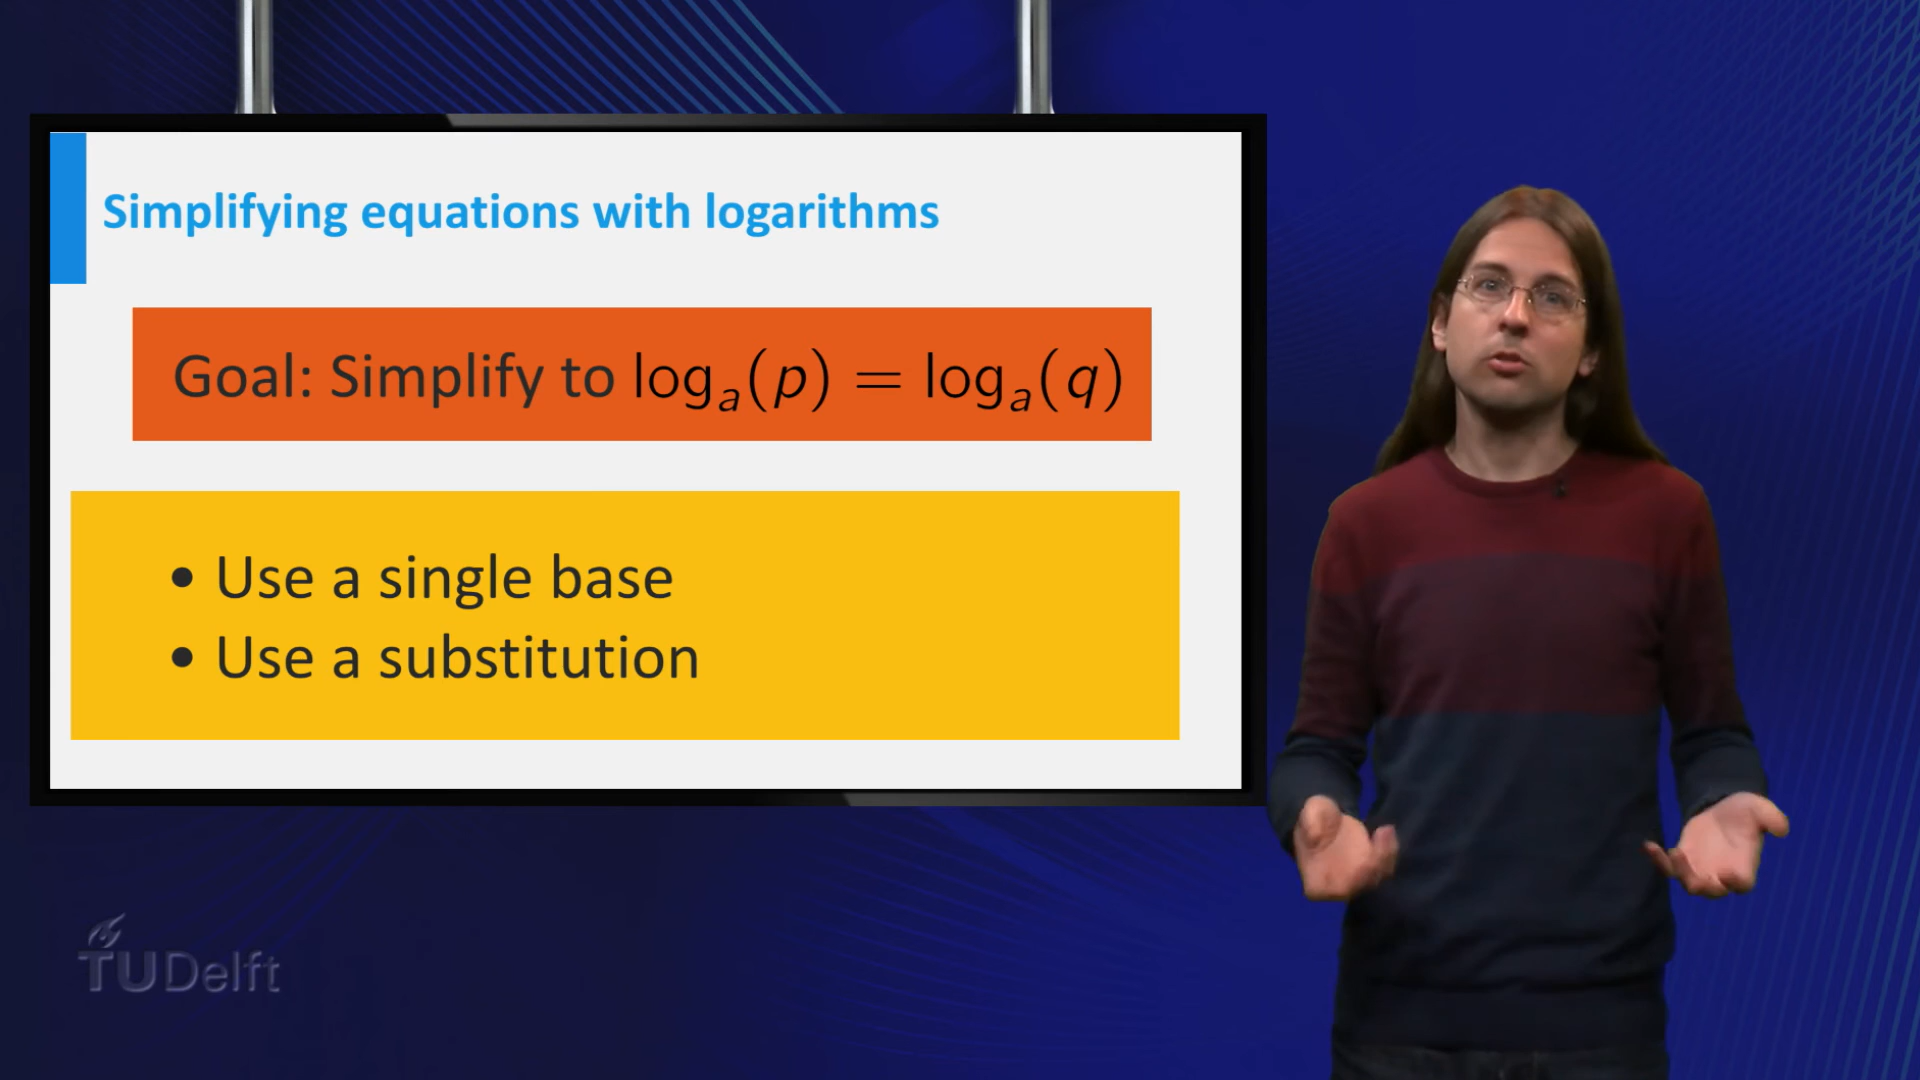 Simplifying equations with logarithms
Goal: Simplify to logₐ(p) = logₐ(q)
• Use a single base
• Use a substitution
TUDelft